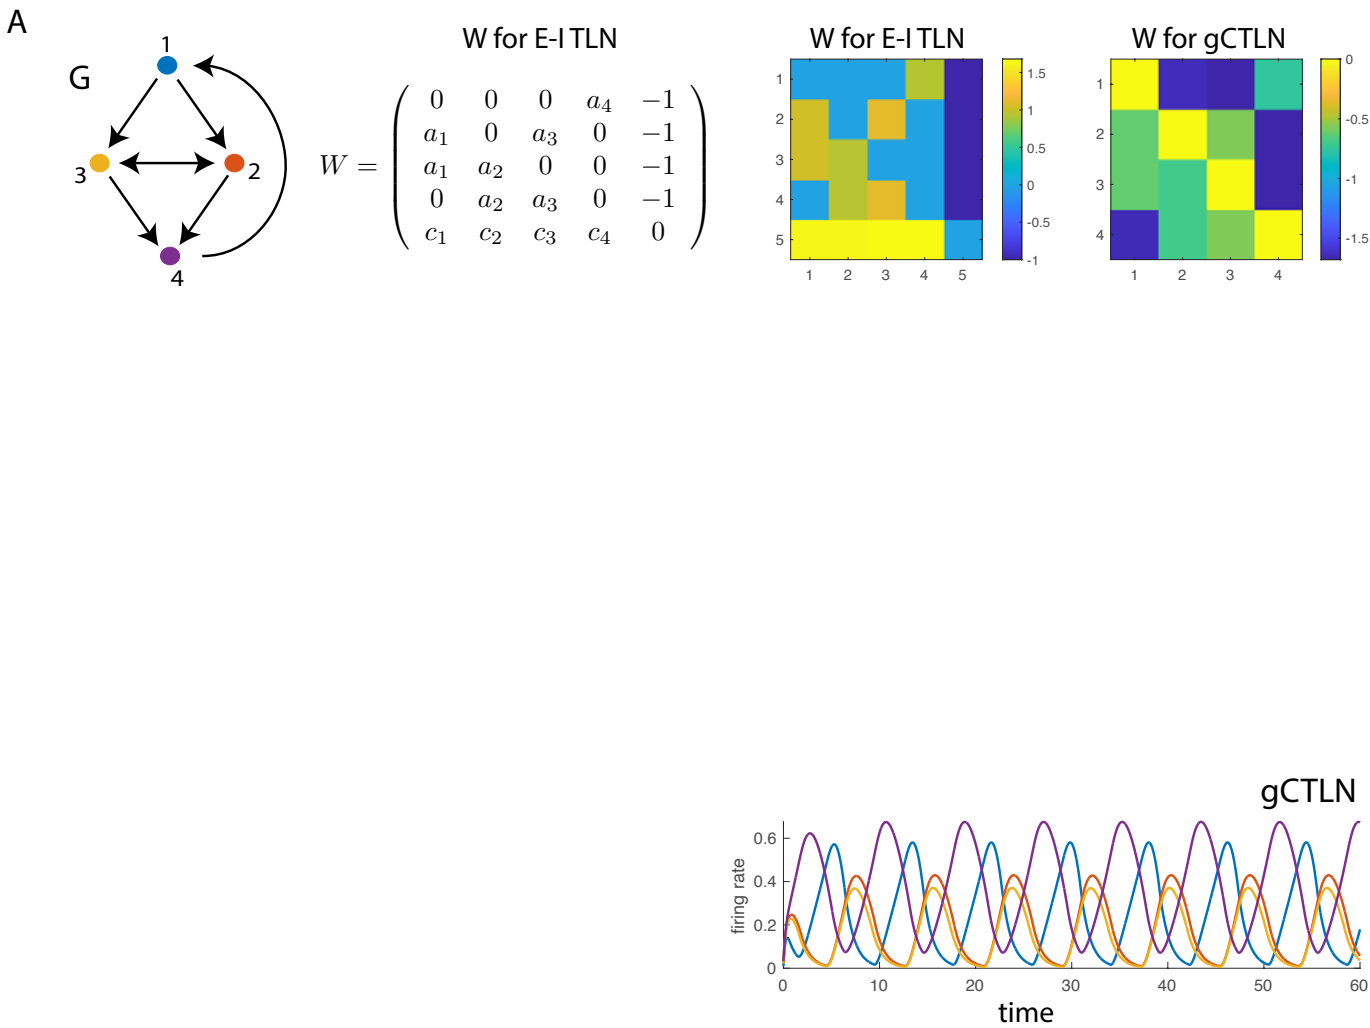 A
G
1
3
2
4
W for E-I TLN
W =
0 0 0 a₄ −1
a₁ 0 a₃ 0 −1
a₁ a₂ 0 0 −1
0 a₂ a₃ 0 −1
c₁ c₂ c₃ c₄ 0
W for E-I TLN
1
2
3
4
5
1 2 3 4 5
1.5
1
0.5
0
-0.5
-1
W for gCTLN
1
2
3
4
1 2 3 4
0
-0.5
-1
-1.5
gCTLN
firing rate
0.6
0.4
0.2
0
0 10 20 30 40 50 60
time